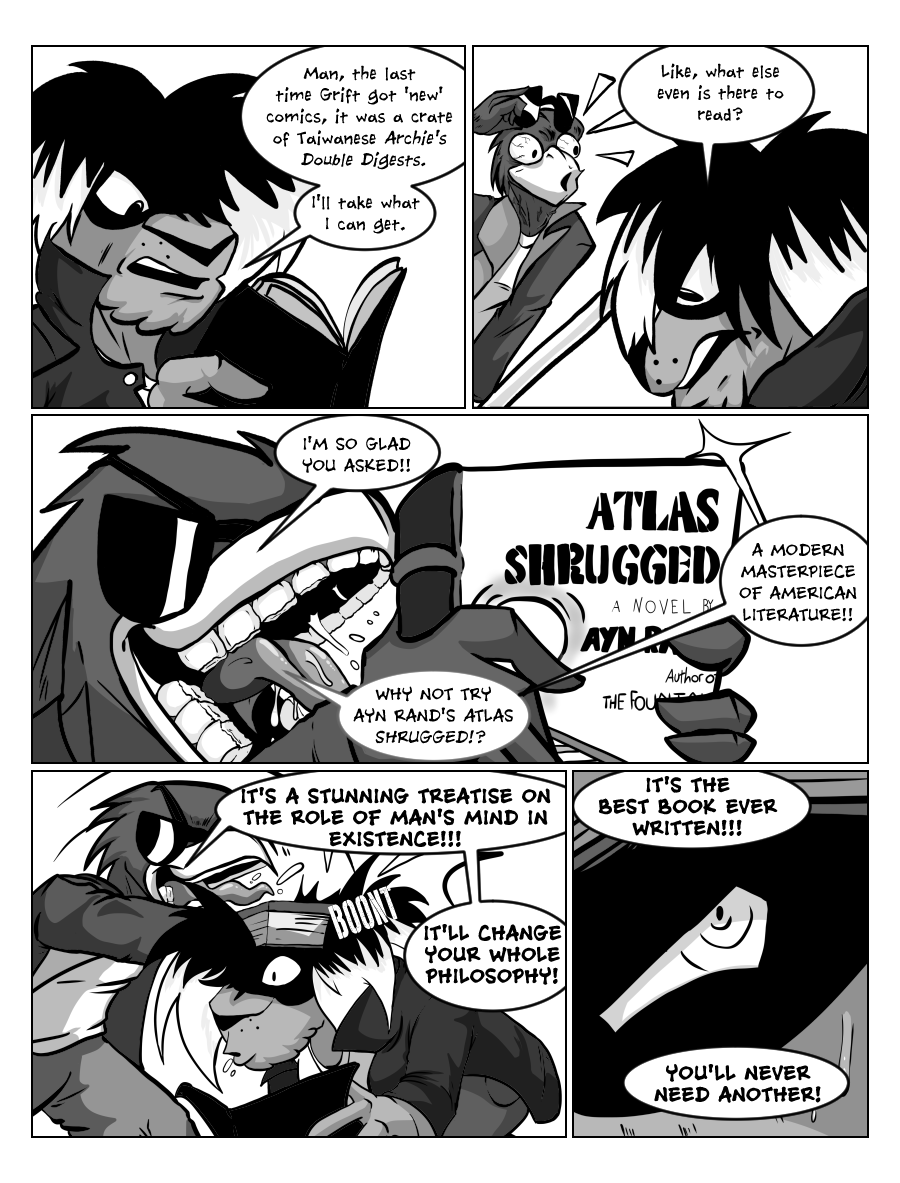 Man, the last
time Grift got 'new'
comics, it was a crate
of Taiwanese Archie's
Double Digests.
I'll take what
I can get.
Like, what else
even is there to
read?
I'M SO GLAD
YOU ASKED!!
ATLAS
SHRUGGED
A NOVEL BY
AYN
Author
THE
A MODERN
MASTERPIECE
OF AMERICAN
LITERATURE!!
WHY NOT TRY
AYN RAND'S ATLAS
SHRUGGED!?
IT'S A STUNNING TREATISE ON
THE ROLE OF MAN'S MIND IN
EXISTENCE!!!
BOONT
IT'LL CHANGE
YOUR WHOLE
PHILOSOPHY!
IT'S THE
BEST BOOK EVER
WRITTEN!!!
YOU'LL NEVER
NEED ANOTHER!